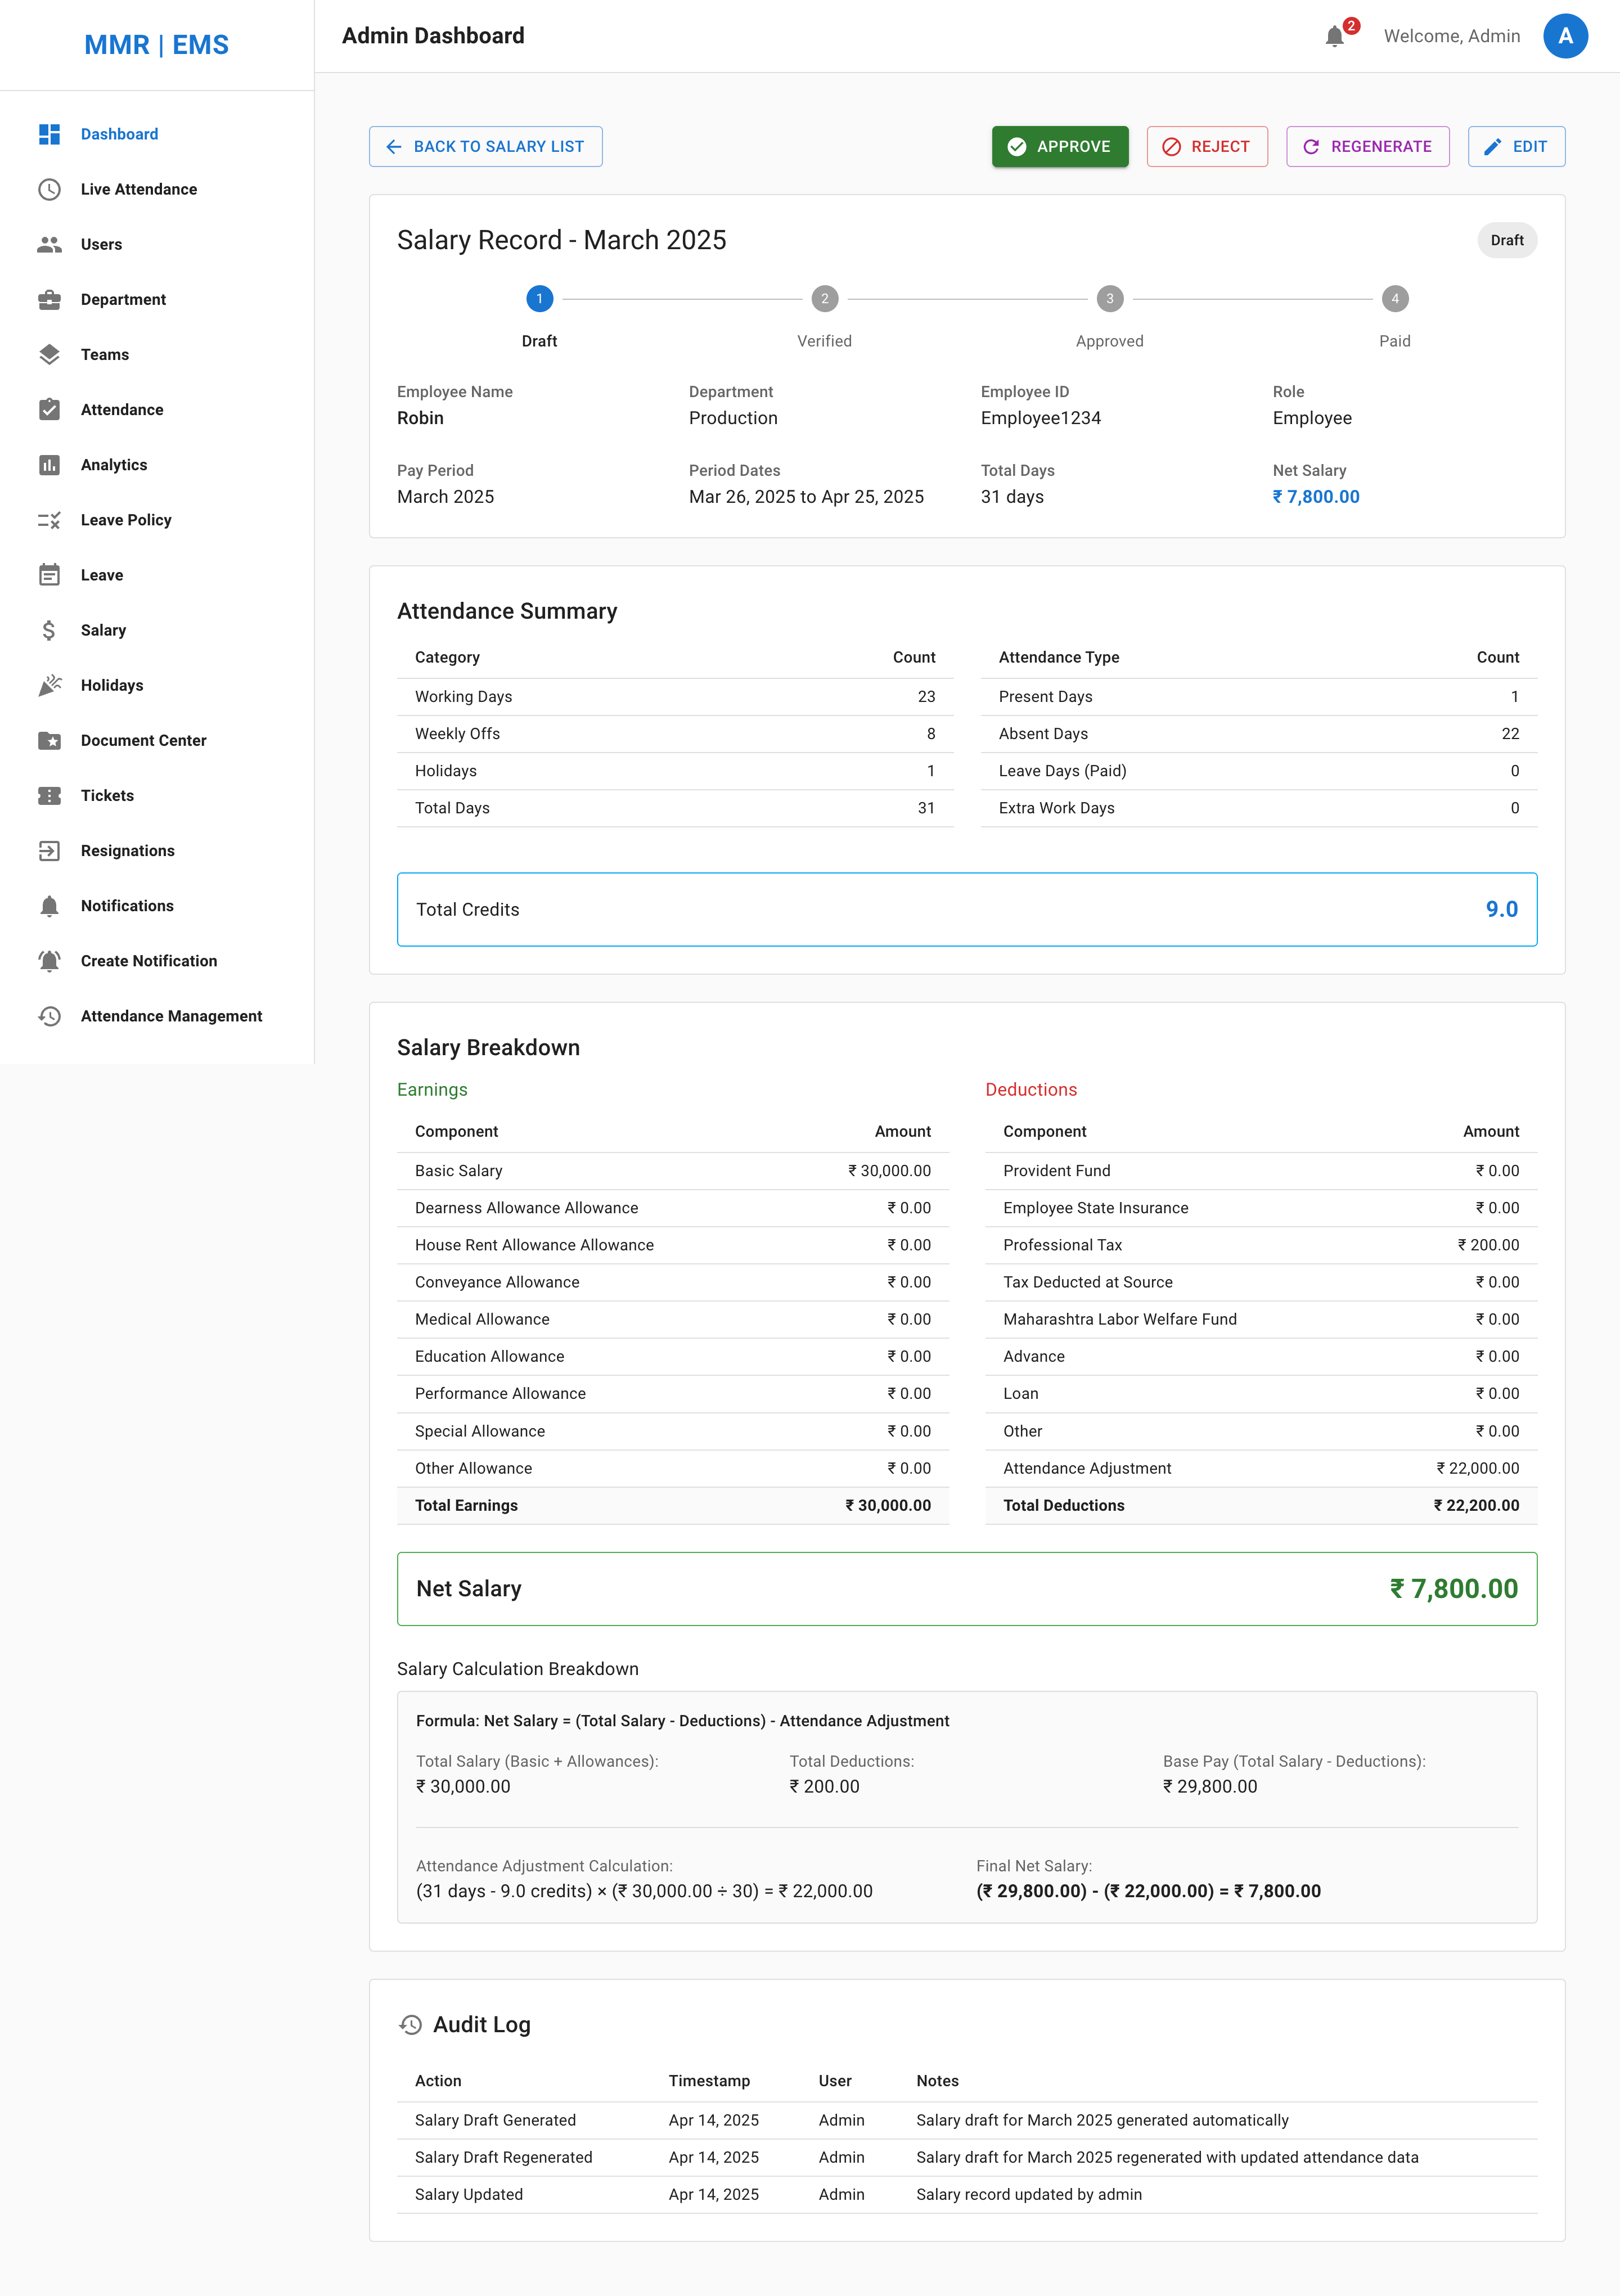 MMR | EMS
Admin Dashboard
2
Welcome, Admin
A
Dashboard
Live Attendance
Users
Department
Teams
Attendance
Analytics
Leave Policy
Leave
Salary
Holidays
Document Center
Tickets
Resignations
Notifications
Create Notification
Attendance Management
BACK TO SALARY LIST
APPROVE
REJECT
REGENERATE
EDIT
Salary Record - March 2025
Draft
1
2
3
4
Draft
Verified
Approved
Paid
Employee Name
Robin
Department
Production
Employee ID
Employee1234
Role
Employee
Pay Period
March 2025
Period Dates
Mar 26, 2025 to Apr 25, 2025
Total Days
31 days
Net Salary
₹ 7,800.00
Attendance Summary
Category Count
Working Days 23
Weekly Offs 8
Holidays 1
Total Days 31
Attendance Type Count
Present Days 1
Absent Days 22
Leave Days (Paid) 0
Extra Work Days 0
Total Credits 9.0
Salary Breakdown
Earnings
Component Amount
Basic Salary ₹ 30,000.00
Dearness Allowance Allowance ₹ 0.00
House Rent Allowance Allowance ₹ 0.00
Conveyance Allowance ₹ 0.00
Medical Allowance ₹ 0.00
Education Allowance ₹ 0.00
Performance Allowance ₹ 0.00
Special Allowance ₹ 0.00
Other Allowance ₹ 0.00
Total Earnings ₹ 30,000.00
Deductions
Component Amount
Provident Fund ₹ 0.00
Employee State Insurance ₹ 0.00
Professional Tax ₹ 200.00
Tax Deducted at Source ₹ 0.00
Maharashtra Labor Welfare Fund ₹ 0.00
Advance ₹ 0.00
Loan ₹ 0.00
Other ₹ 0.00
Attendance Adjustment ₹ 22,000.00
Total Deductions ₹ 22,200.00
Net Salary ₹ 7,800.00
Salary Calculation Breakdown
Formula: Net Salary = (Total Salary - Deductions) - Attendance Adjustment
Total Salary (Basic + Allowances):
₹ 30,000.00
Total Deductions:
₹ 200.00
Base Pay (Total Salary - Deductions):
₹ 29,800.00
Attendance Adjustment Calculation:
(31 days - 9.0 credits) × (₹ 30,000.00 ÷ 30) = ₹ 22,000.00
Final Net Salary:
(₹ 29,800.00) - (₹ 22,000.00) = ₹ 7,800.00
Audit Log
Action Timestamp User Notes
Salary Draft Generated Apr 14, 2025 Admin Salary draft for March 2025 generated automatically
Salary Draft Regenerated Apr 14, 2025 Admin Salary draft for March 2025 regenerated with updated attendance data
Salary Updated Apr 14, 2025 Admin Salary record updated by admin